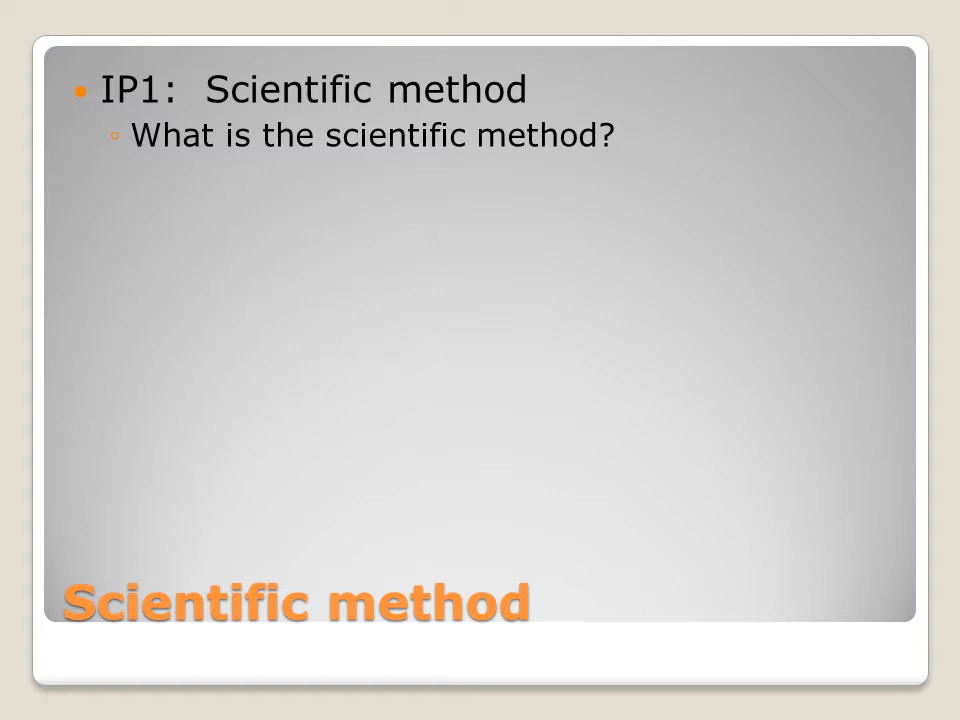 IP1: Scientific method
What is the scientific method?
Scientific method